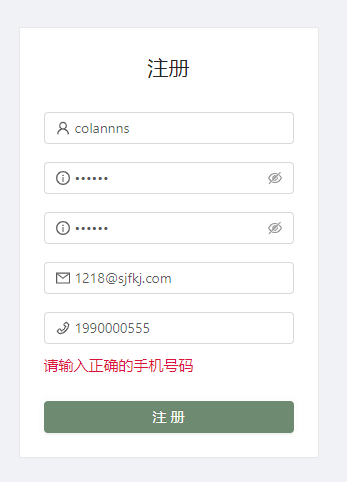 注册
colannns
••••••
••••••
1218@sjfkj.com
1990000555
请输入正确的手机号码
注 册